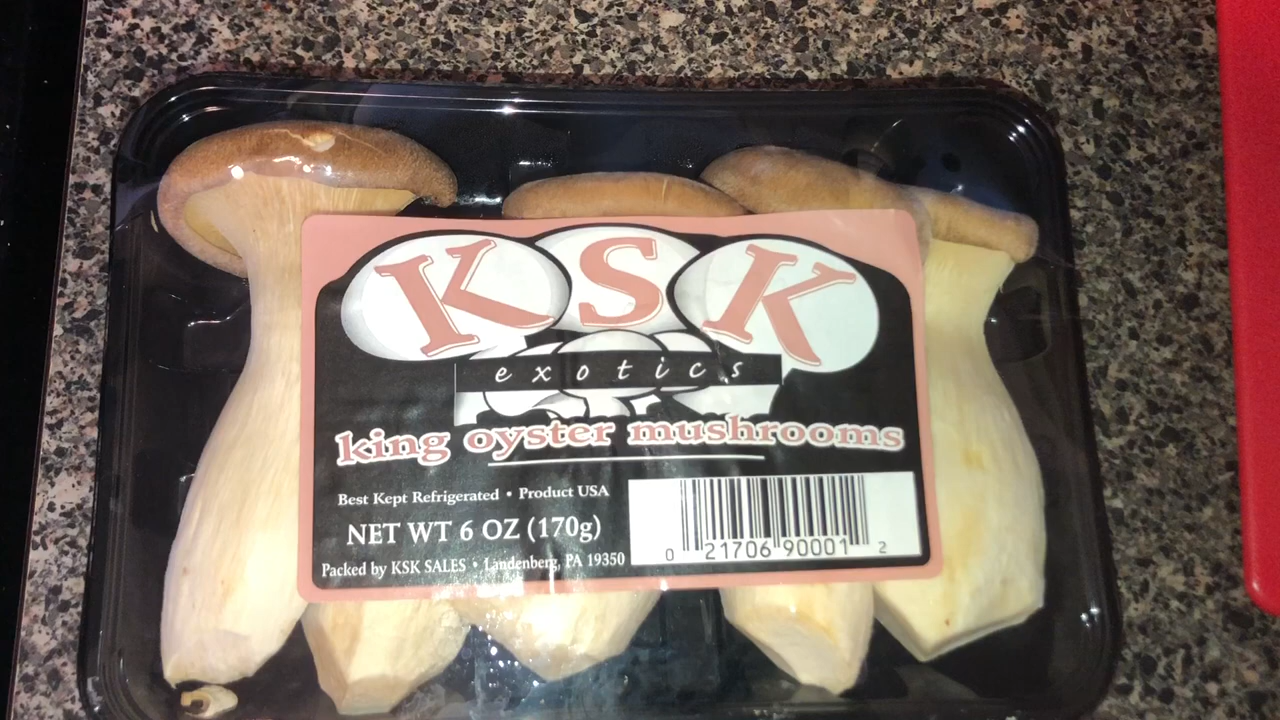 KSK
exotics
king oyster mushrooms
Best Kept Refrigerated • Product USA
NET WT 6 OZ (170g)
Packed by KSK SALES • Landenberg, PA 19350
0 21706 90001 2